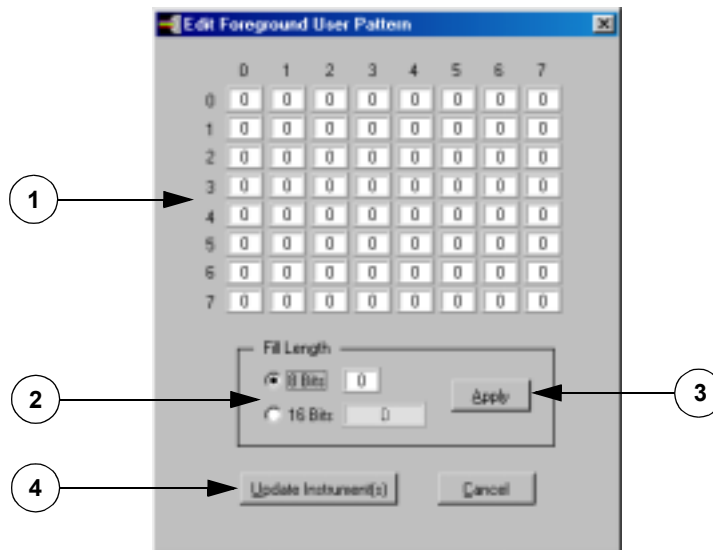 Edit Foreground User Pattern
0 1 2 3 4 5 6 7
0 0 0 0 0 0 0 0 0
1 0 0 0 0 0 0 0 0
2 0 0 0 0 0 0 0 0
3 0 0 0 0 0 0 0 0
4 0 0 0 0 0 0 0 0
5 0 0 0 0 0 0 0 0
6 0 0 0 0 0 0 0 0
7 0 0 0 0 0 0 0 0
1
Fill Length
8 Bits 0
16 Bits 0
Apply
2
3
4
Update Instrument(s)
Cancel